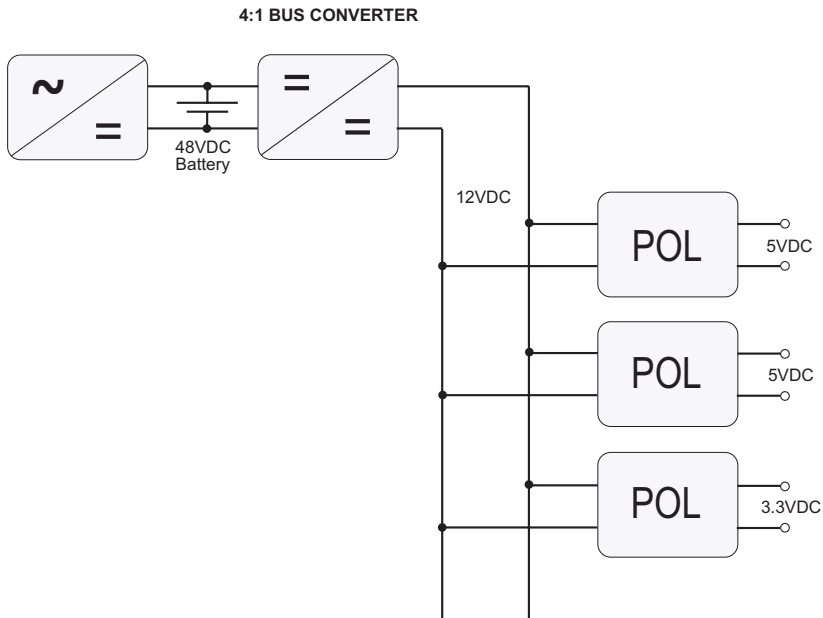 4:1 BUS CONVERTER
~
=
=
=
48VDC
Battery
12VDC
POL
5VDC
POL
5VDC
POL
3.3VDC